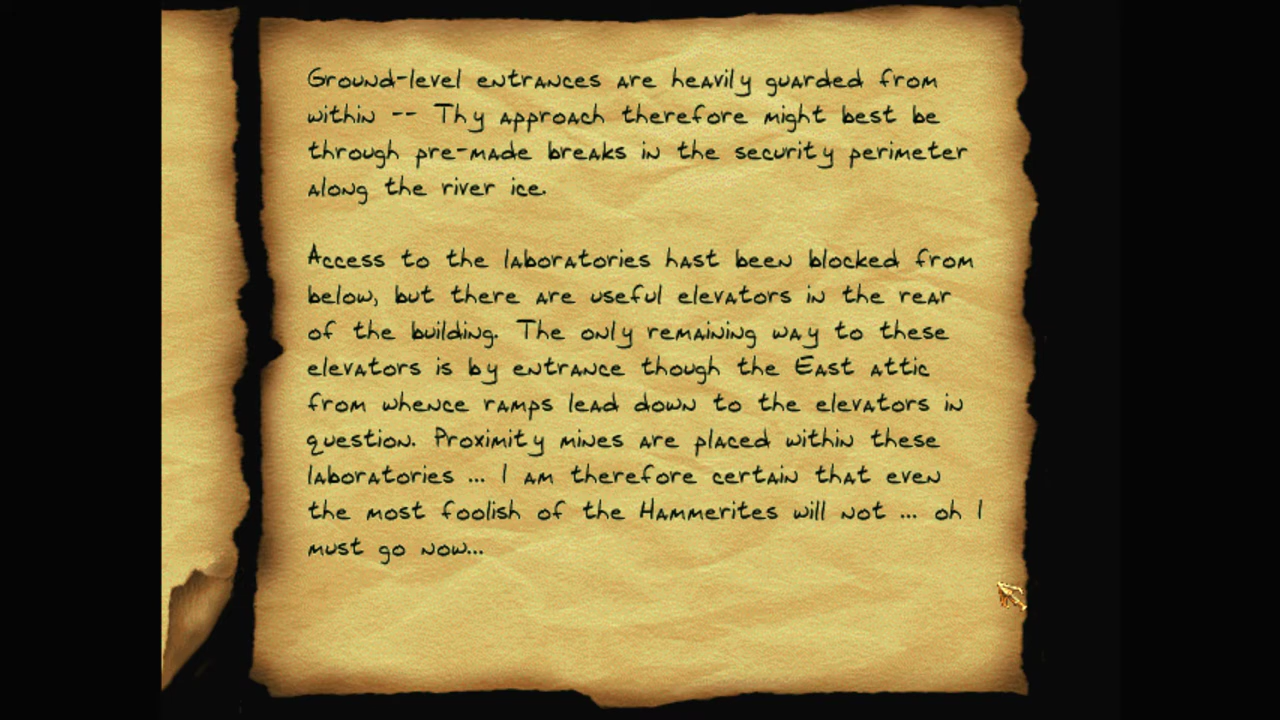 Ground-level entrances are heavily guarded from
within -- Thy approach therefore might best be
through pre-made breaks in the security perimeter
along the river ice.
Access to the laboratories hast been blocked from
below, but there are useful elevators in the rear
of the building. The only remaining way to these
elevators is by entrance though the East attic
from whence ramps lead down to the elevators in
question. Proximity mines are placed within these
laboratories ... I am therefore certain that even
the most foolish of the Hammerites will not ... oh I
must go now...